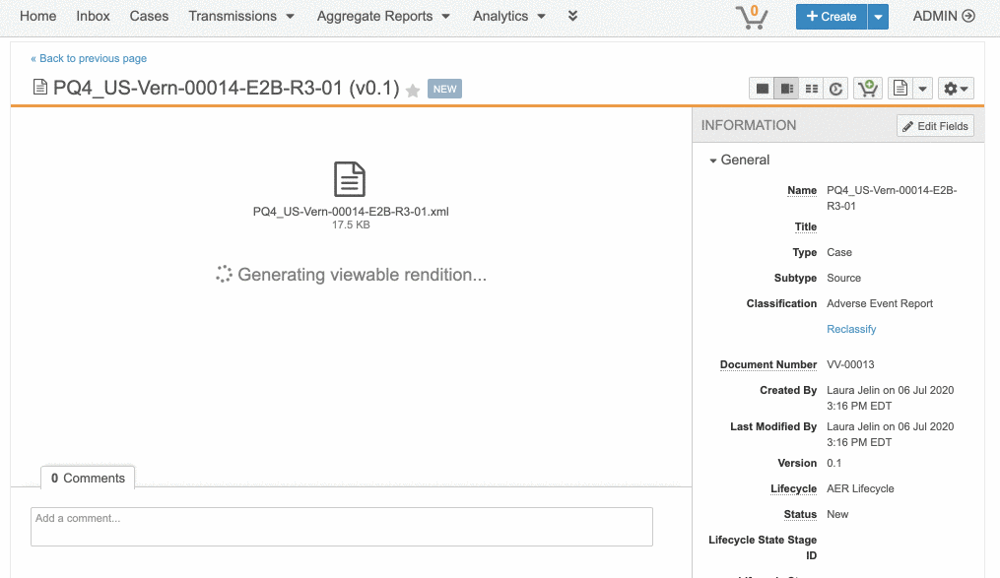 Home Inbox Cases Transmissions Aggregate Reports Analytics 0 Create ADMIN
« Back to previous page
PQ4_US-Vern-00014-E2B-R3-01 (v0.1) NEW
INFORMATION Edit Fields
General
PQ4_US-Vern-00014-E2B-R3-01.xml
17.5 KB
Generating viewable rendition...
Name PQ4_US-Vern-00014-E2B-
R3-01
Title
Type Case
Subtype Source
Classification Adverse Event Report
Reclassify
Document Number VV-00013
Created By Laura Jelin on 06 Jul 2020
3:16 PM EDT
Last Modified By Laura Jelin on 06 Jul 2020
3:16 PM EDT
Version 0.1
Lifecycle AER Lifecycle
Status New
Lifecycle State Stage
ID
0 Comments
Add a comment...